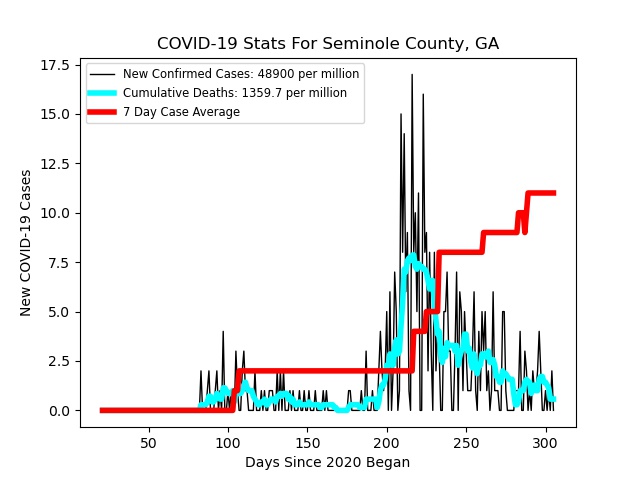 COVID-19 Stats For Seminole County, GA
New Confirmed Cases: 48900 per million
Cumulative Deaths: 1359.7 per million
7 Day Case Average
17.5
15.0
12.5
10.0
7.5
5.0
2.5
0.0
New COVID-19 Cases
50 100 150 200 250 300
Days Since 2020 Began